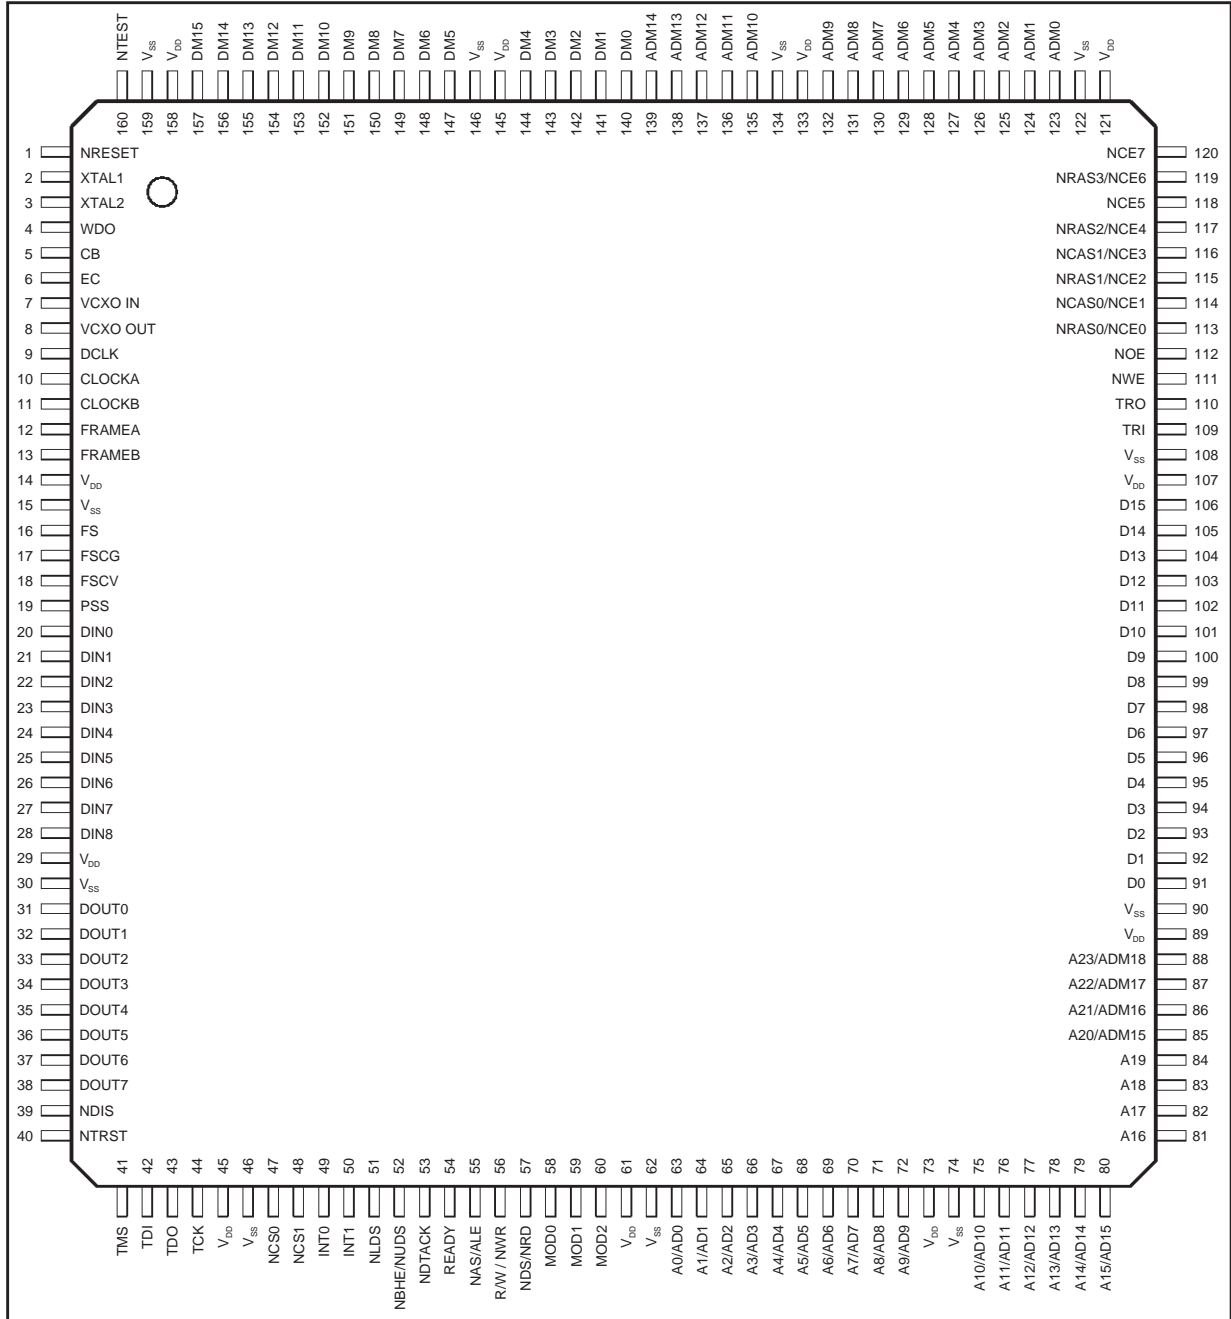 NTEST VSS VDD DM15 DM14 DM13 DM12 DM11 DM10 DM9 DM8 DM7 DM6 DM5 VSS VDD DM4 DM3 DM2 DM1 DM0 ADM14 ADM13 ADM12 ADM11 ADM10 VSS VDD ADM9 ADM8 ADM7 ADM6 ADM5 ADM4 ADM3 ADM2 ADM1 ADM0 VSS VDD
160 159 158 157 156 155 154 153 152 151 150 149 148 147 146 145 144 143 142 141 140 139 138 137 136 135 134 133 132 131 130 129 128 127 126 125 124 123 122 121
1 NRESET NCE7 120
2 XTAL1 NRAS3/NCE6 119
3 XTAL2 NCE5 118
4 WDO NRAS2/NCE4 117
5 CB NCAS1/NCE3 116
6 EC NRAS1/NCE2 115
7 VCXO IN NCAS0/NCE1 114
8 VCXO OUT NRAS0/NCE0 113
9 DCLK NOE 112
10 CLOCKA NWE 111
11 CLOCKB TRO 110
12 FRAMEA TRI 109
13 FRAMEB VSS 108
14 VDD VDD 107
15 VSS D15 106
16 FS D14 105
17 FSCG D13 104
18 FSCV D12 103
19 PSS D11 102
20 DIN0 D10 101
21 DIN1 D9 100
22 DIN2 D8 99
23 DIN3 D7 98
24 DIN4 D6 97
25 DIN5 D5 96
26 DIN6 D4 95
27 DIN7 D3 94
28 DIN8 D2 93
29 VDD D1 92
30 VSS D0 91
31 DOUT0 VSS 90
32 DOUT1 VDD 89
33 DOUT2 A23/ADM18 88
34 DOUT3 A22/ADM17 87
35 DOUT4 A21/ADM16 86
36 DOUT5 A20/ADM15 85
37 DOUT6 A19 84
38 DOUT7 A18 83
39 NDIS A17 82
40 NTRST A16 81
41 42 43 44 45 46 47 48 49 50 51 52 53 54 55 56 57 58 59 60 61 62 63 64 65 66 67 68 69 70 71 72 73 74 75 76 77 78 79 80
TMS TDI TDO TCK VDD VSS NCS0 NCS1 INT0 INT1 NLDS NBHE/NUDS NDTACK READY NAS/ALE R/W / NWR NDS/NRD MOD0 MOD1 MOD2 VDD VSS A0/AD0 A1/AD1 A2/AD2 A3/AD3 A4/AD4 A5/AD5 A6/AD6 A7/AD7 A8/AD8 A9/AD9 VDD VSS A10/AD10 A11/AD11 A12/AD12 A13/AD13 A14/AD14 A15/AD15